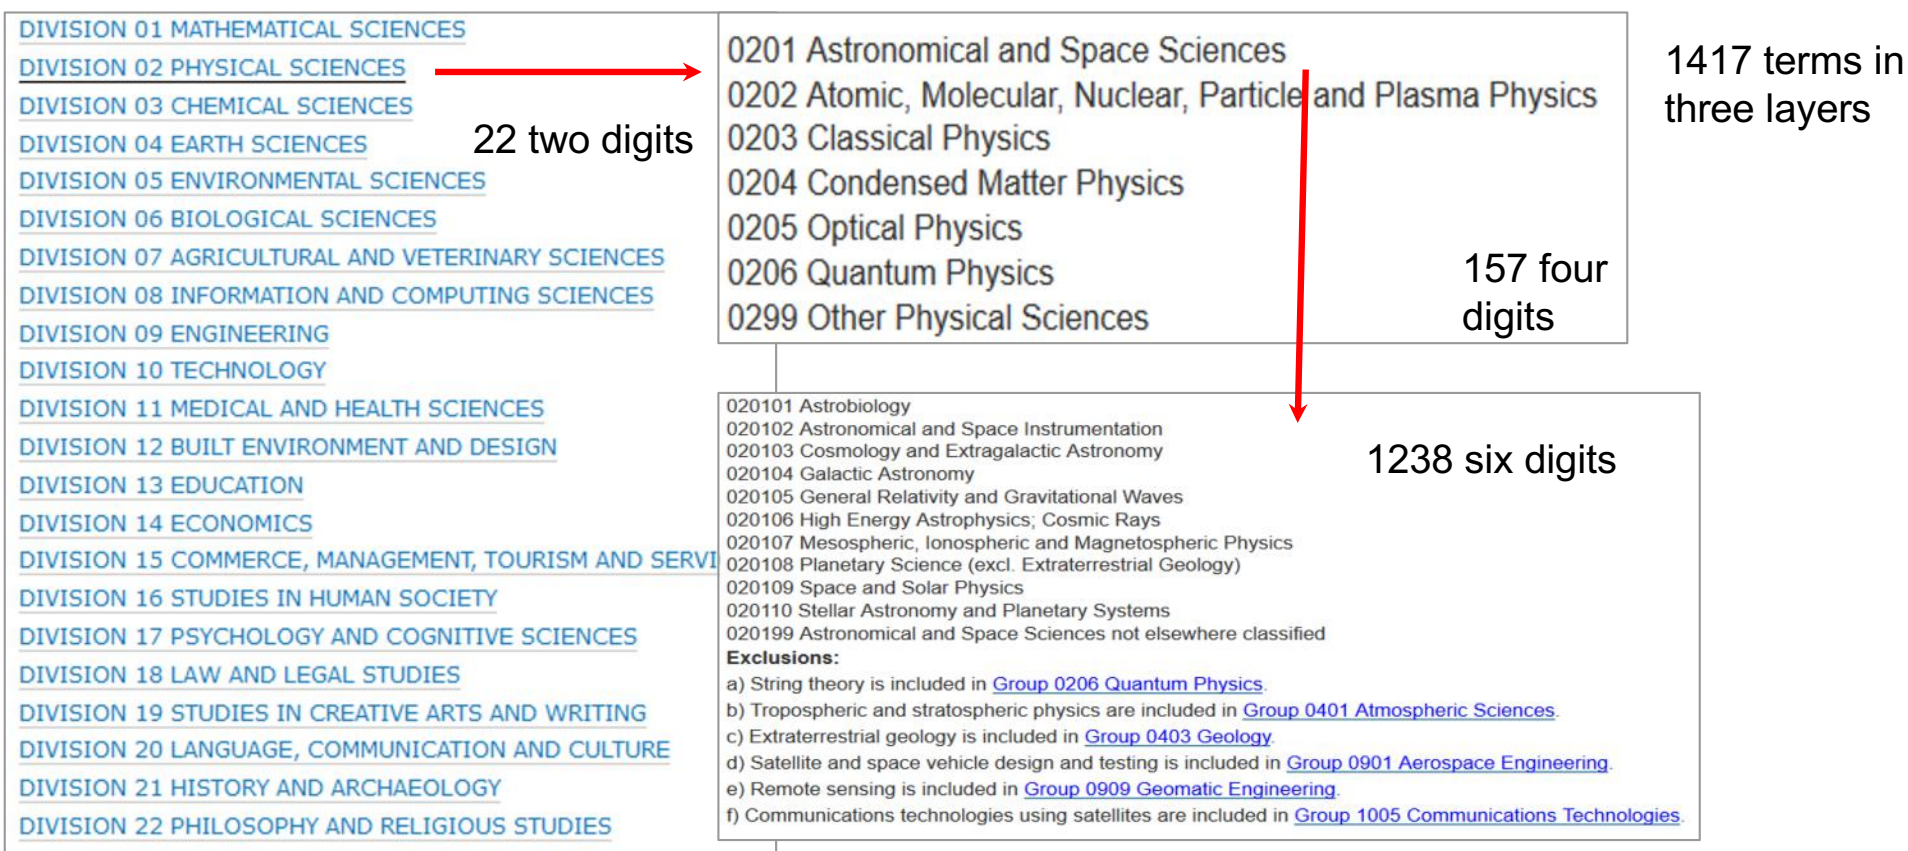 DIVISION 01 MATHEMATICAL SCIENCES
DIVISION 02 PHYSICAL SCIENCES
DIVISION 03 CHEMICAL SCIENCES
DIVISION 04 EARTH SCIENCES
DIVISION 05 ENVIRONMENTAL SCIENCES
DIVISION 06 BIOLOGICAL SCIENCES
DIVISION 07 AGRICULTURAL AND VETERINARY SCIENCES
DIVISION 08 INFORMATION AND COMPUTING SCIENCES
DIVISION 09 ENGINEERING
DIVISION 10 TECHNOLOGY
DIVISION 11 MEDICAL AND HEALTH SCIENCES
DIVISION 12 BUILT ENVIRONMENT AND DESIGN
DIVISION 13 EDUCATION
DIVISION 14 ECONOMICS
DIVISION 15 COMMERCE, MANAGEMENT, TOURISM AND SERVI
DIVISION 16 STUDIES IN HUMAN SOCIETY
DIVISION 17 PSYCHOLOGY AND COGNITIVE SCIENCES
DIVISION 18 LAW AND LEGAL STUDIES
DIVISION 19 STUDIES IN CREATIVE ARTS AND WRITING
DIVISION 20 LANGUAGE, COMMUNICATION AND CULTURE
DIVISION 21 HISTORY AND ARCHAEOLOGY
DIVISION 22 PHILOSOPHY AND RELIGIOUS STUDIES
22 two digits
0201 Astronomical and Space Sciences
0202 Atomic, Molecular, Nuclear, Particle and Plasma Physics
0203 Classical Physics
0204 Condensed Matter Physics
0205 Optical Physics
0206 Quantum Physics
0299 Other Physical Sciences
157 four
digits
1417 terms in
three layers
020101 Astrobiology
020102 Astronomical and Space Instrumentation
020103 Cosmology and Extragalactic Astronomy
020104 Galactic Astronomy
020105 General Relativity and Gravitational Waves
020106 High Energy Astrophysics; Cosmic Rays
020107 Mesospheric, Ionospheric and Magnetospheric Physics
020108 Planetary Science (excl. Extraterrestrial Geology)
020109 Space and Solar Physics
020110 Stellar Astronomy and Planetary Systems
020199 Astronomical and Space Sciences not elsewhere classified
Exclusions:
a) String theory is included in Group 0206 Quantum Physics.
b) Tropospheric and stratospheric physics are included in Group 0401 Atmospheric Sciences.
c) Extraterrestrial geology is included in Group 0403 Geology.
d) Satellite and space vehicle design and testing is included in Group 0901 Aerospace Engineering.
e) Remote sensing is included in Group 0909 Geomatic Engineering.
f) Communications technologies using satellites are included in Group 1005 Communications Technologies.
1238 six digits